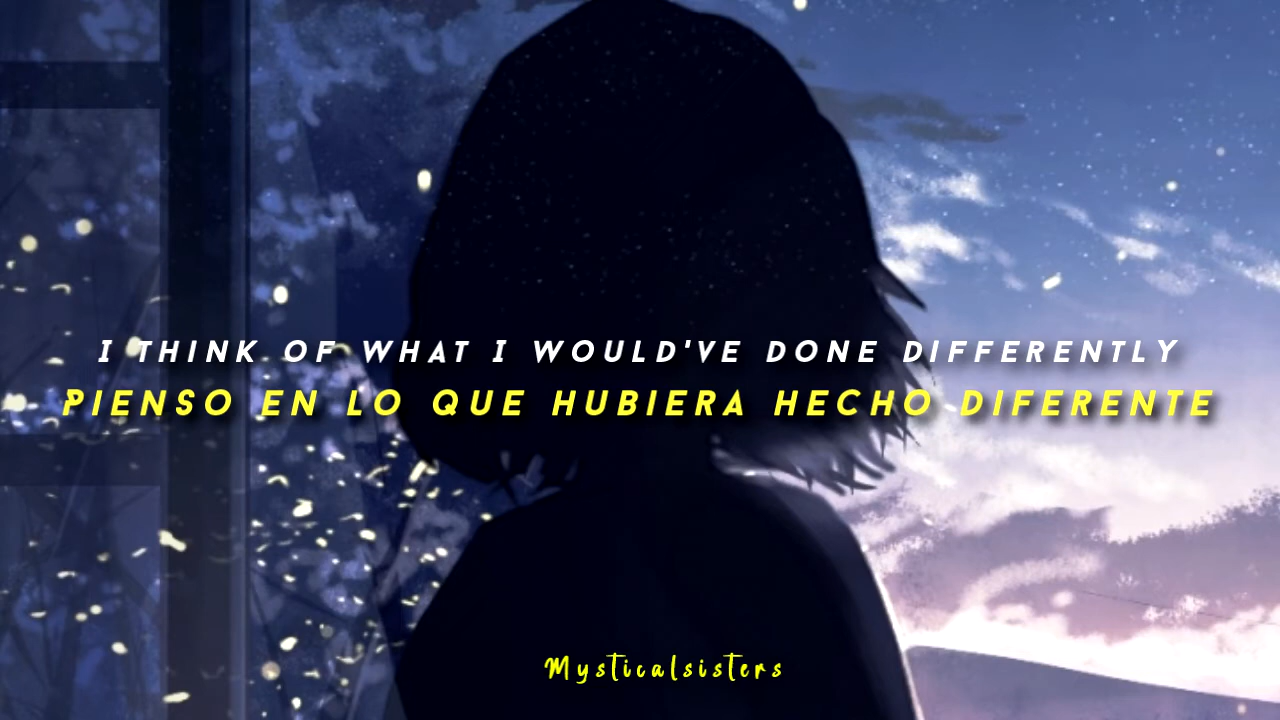 I THINK OF WHAT I WOULD'VE DONE DIFFERENTLY
PIENSO EN LO QUE HUBIERA HECHO DIFERENTE
Mysticalsisters